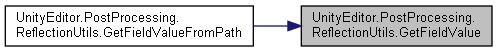 UnityEditor.PostProcessing.
ReflectionUtils.GetFieldValueFromPath
UnityEditor.PostProcessing.
ReflectionUtils.GetFieldValue